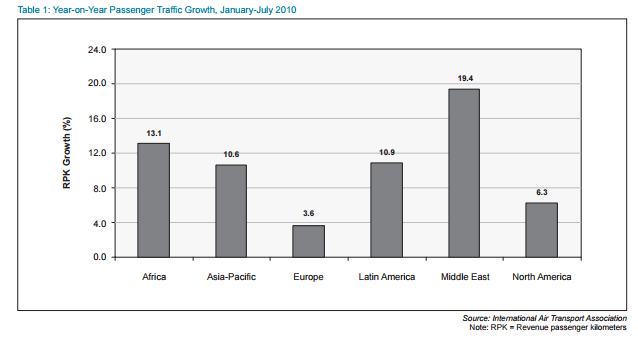 Table 1: Year-on-Year Passenger Traffic Growth, January-July 2010
RPK Growth (%)
24.0
20.0
16.0
12.0
8.0
4.0
0.0
13.1
10.6
3.6
10.9
19.4
6.3
Africa
Asia-Pacific
Europe
Latin America
Middle East
North America
Source: International Air Transport Association
Note: RPK = Revenue passenger kilometers